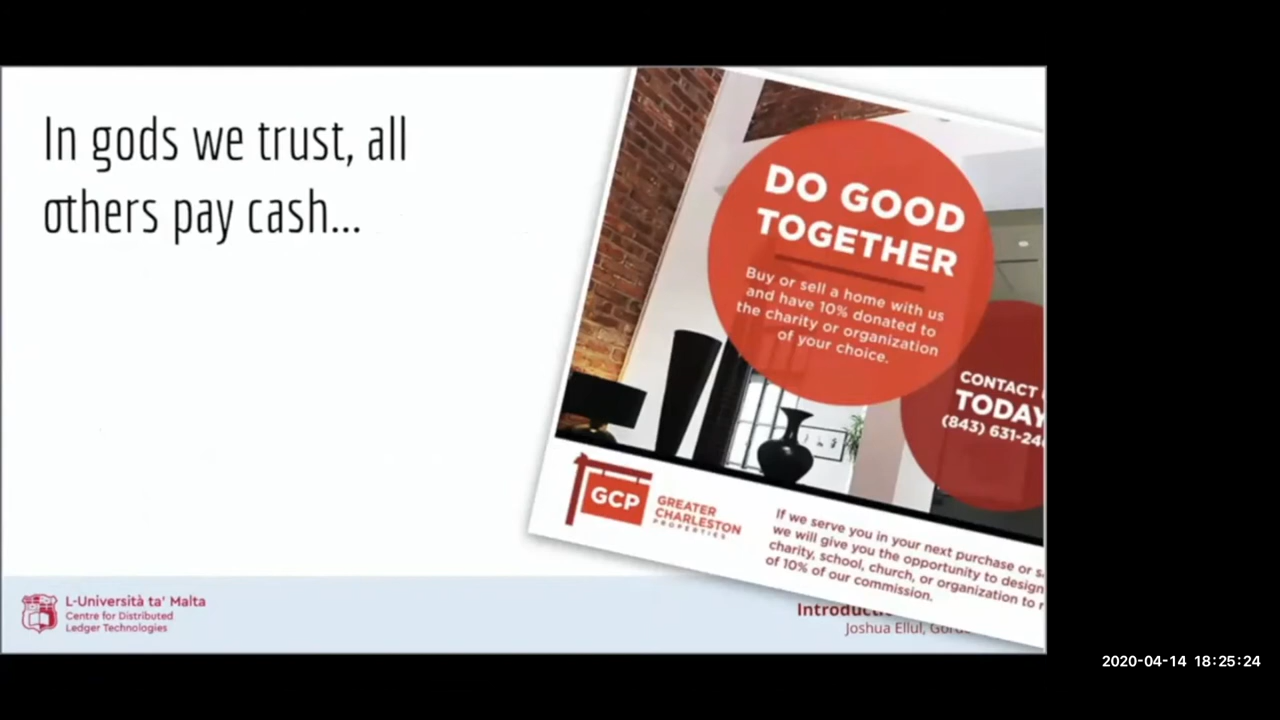 In gods we trust, all
others pay cash...
DO GOOD
TOGETHER
Buy or sell a home with us
and have 10% donated to
the charity or organization
of your choice.
CONTACT
TODAY
(843) 631-24
GCP
GREATER
CHARLESTON
PROPERTIES
If we serve you in your next purchase or s
we will give you the opportunity to design
charity, school, church, or organization to r
of 10% of our commission.
L-Università ta' Malta
Centre for Distributed
Ledger Technologies
Joshua Ellul,
2020-04-14 18:25:24